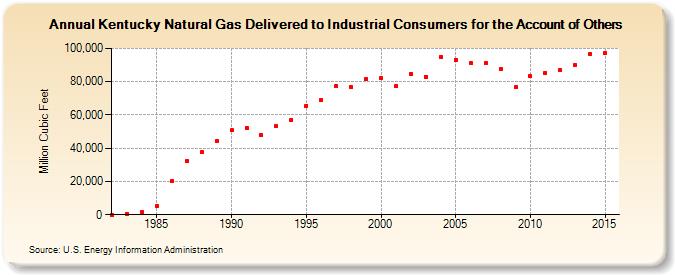 Annual Kentucky Natural Gas Delivered to Industrial Consumers for the Account of Others
Million Cubic Feet
100,000
80,000
60,000
40,000
20,000
0
1985 1990 1995 2000 2005 2010 2015
Source: U.S. Energy Information Administration